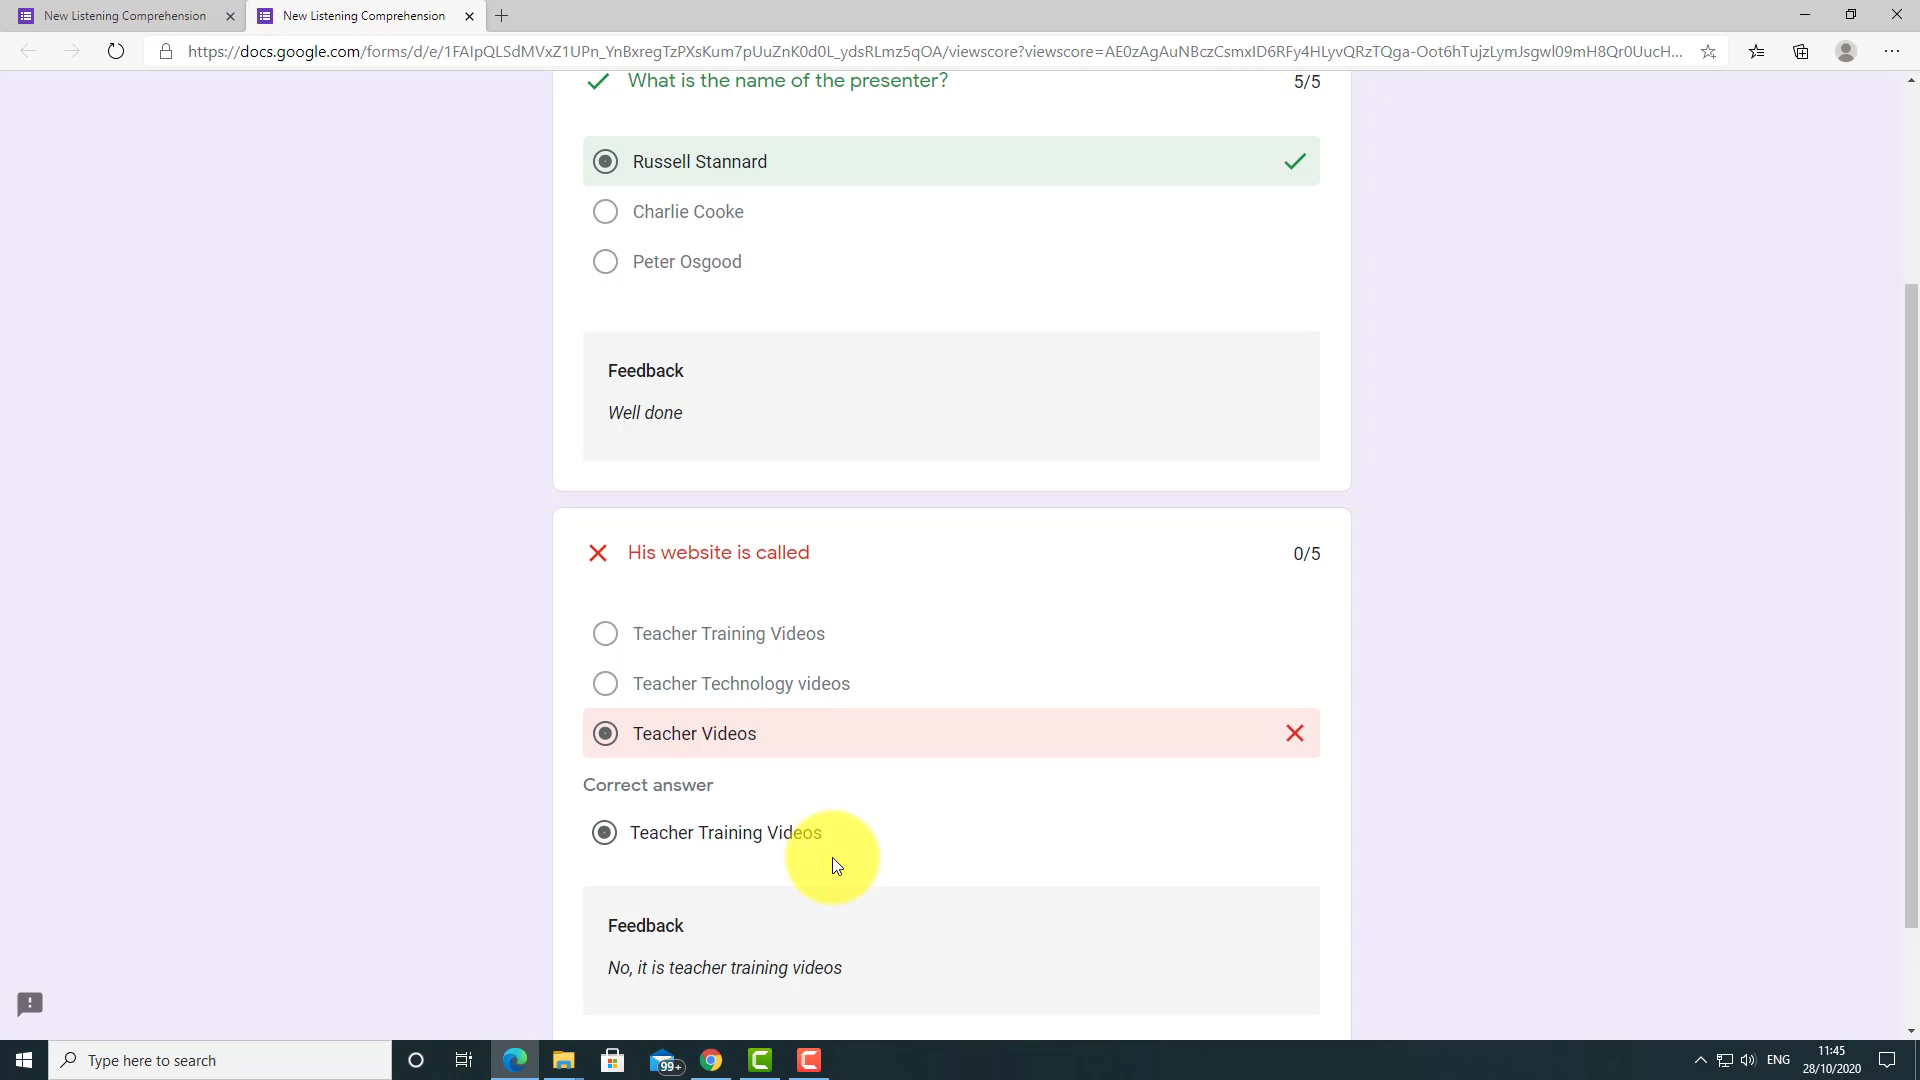 New Listening Comprehension
New Listening Comprehension
https://docs.google.com/forms/d/e/1FAIpQLSdMVxZ1UPn_YnBxregTzPXsKum7pUuZnK0d0L_ydsRLmz5qOA/viewscore?viewscore=AE0zAgAuNBczCsmxID6RFy4HLyvQRzTQga-Oot6hTujzLymJsgwl09mH8Qr0UucH...
What is the name of the presenter?
5/5
Russell Stannard
Charlie Cooke
Peter Osgood
Feedback
Well done
His website is called
0/5
Teacher Training Videos
Teacher Technology videos
Teacher Videos
Correct answer
Teacher Training Videos
Feedback
No, it is teacher training videos
Type here to search
99+
ENG
11:45
28/10/2020